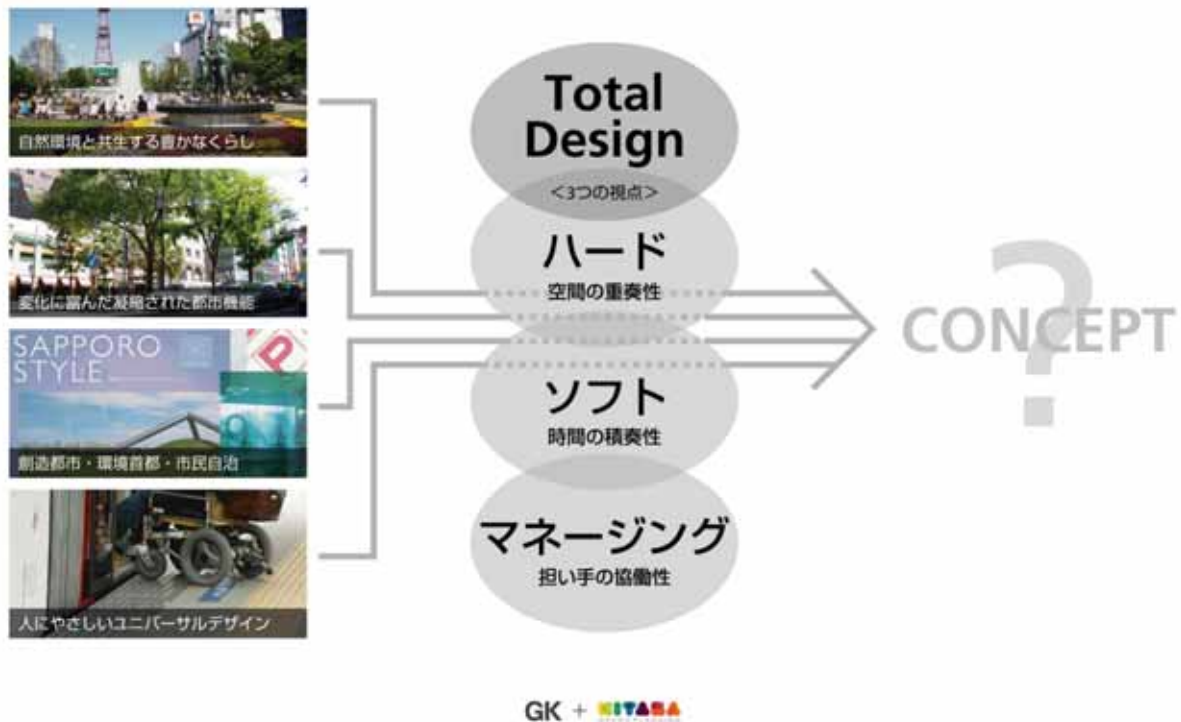 自然環境と共生する豊かなくらし
変化に富んだ凝縮された都市機能
SAPPORO
STYLE
創造都市・環境首都・市民自治
人にやさしいユニバーサルデザイン
Total
Design
<3つの視点>
ハード
空間の重奏性
ソフト
時間の積奏性
マネージング
担い手の協働性
?
CONCEPT
GK + KITABA